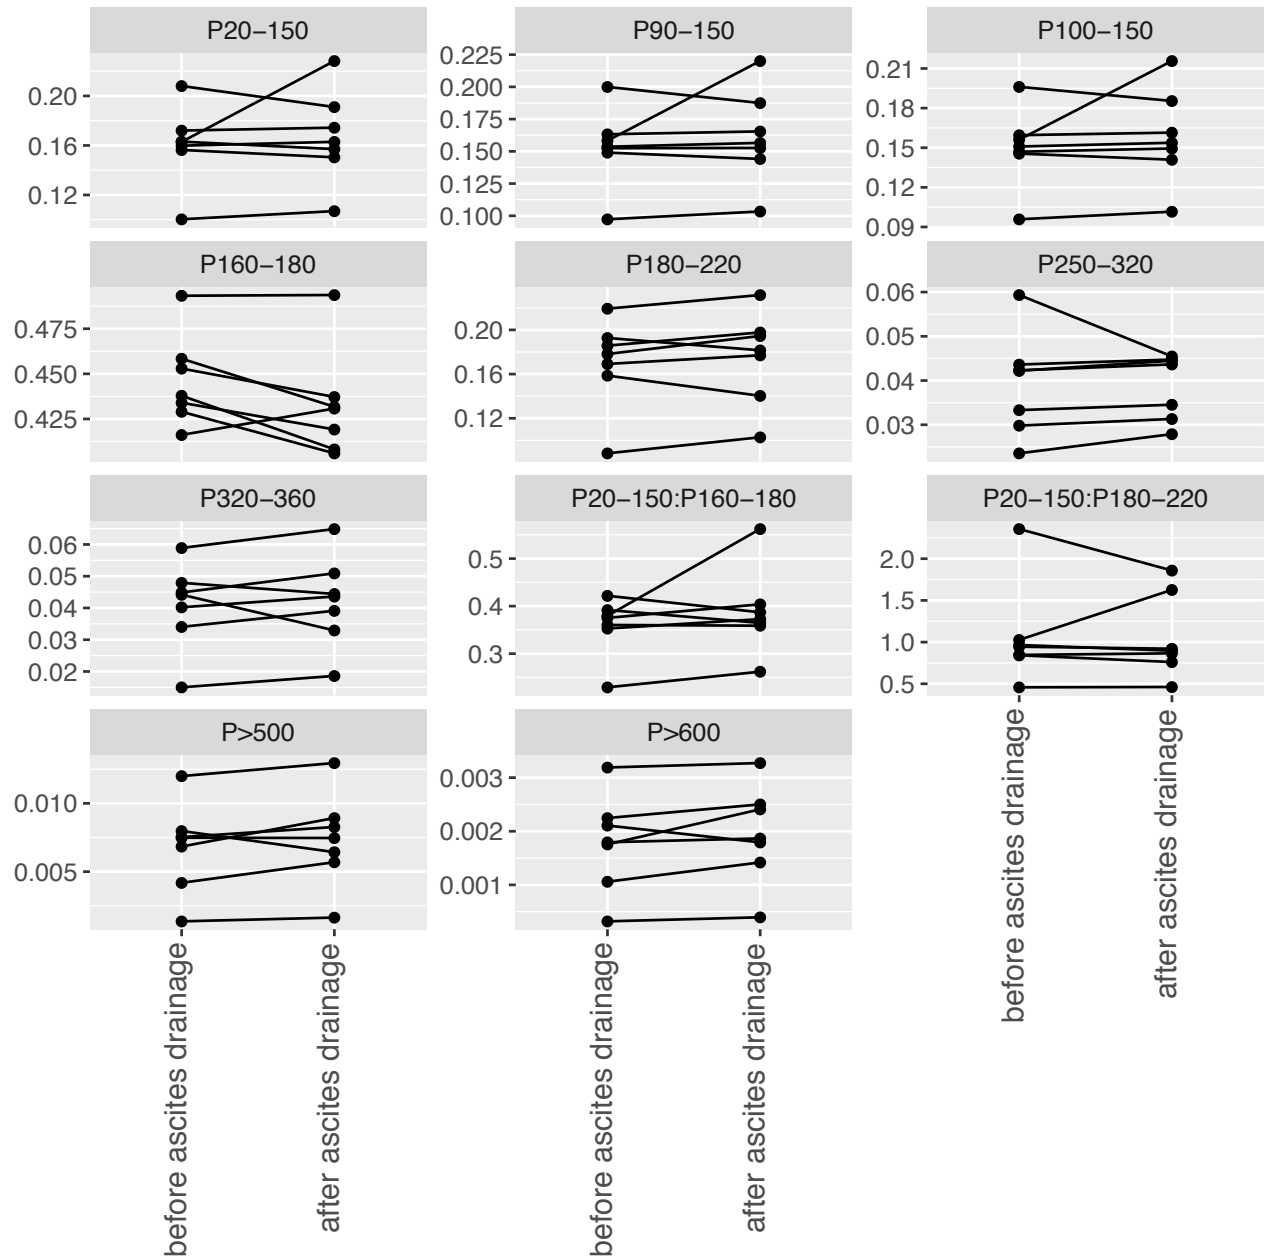 P20−150
P90−150
P100−150
0.20
0.16
0.12
0.225
0.200
0.175
0.150
0.125
0.100
0.21
0.18
0.15
0.12
0.09
P160−180
P180−220
P250−320
0.475
0.450
0.425
0.20
0.16
0.12
0.06
0.05
0.04
0.03
P320−360
P20−150:P160−180
P20−150:P180−220
0.06
0.05
0.04
0.03
0.02
0.5
0.4
0.3
2.0
1.5
1.0
0.5
P>500
P>600
0.010
0.005
0.003
0.002
0.001
before ascites drainage
after ascites drainage
before ascites drainage
after ascites drainage
before ascites drainage
after ascites drainage